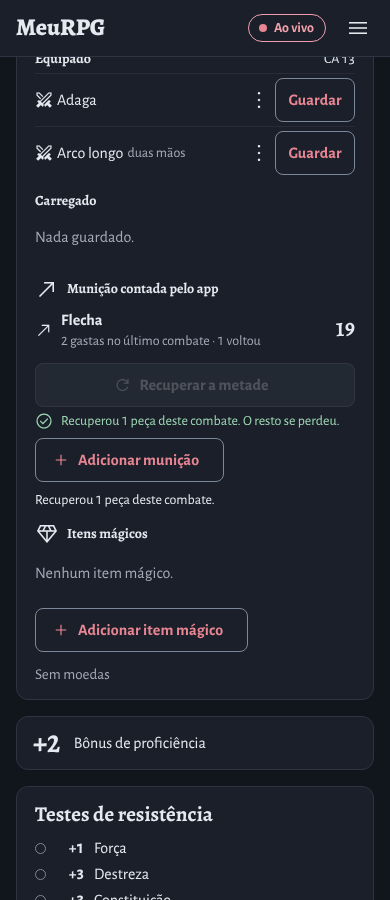 MeuRPG
Ao vivo
Equipado
CA 13
Adaga
Guardar
Arco longo duas mãos
Guardar
Carregado
Nada guardado.
Munição contada pelo app
Flecha
2 gastas no último combate · 1 voltou
19
Recuperar a metade
Recuperou 1 peça deste combate. O resto se perdeu.
+ Adicionar munição
Recuperou 1 peça deste combate.
Itens mágicos
Nenhum item mágico.
+ Adicionar item mágico
Sem moedas
+2 Bônus de proficiência
Testes de resistência
+1 Força
+3 Destreza
+3 Constituição